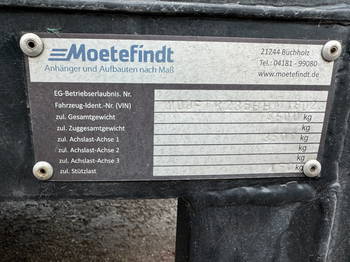 Moetefindt
Anhänger und Aufbauten nach Maß
21244 Buchholz
Tel.: 04181 - 99080
www.moetefindt.de
EG-Betriebserlaubnis. Nr.
Fahrzeug-Ident.-Nr. (VIN)
zul. Gesamtgewicht kg
zul. Zuggesamtgewicht kg
zul. Achslast-Achse 1 kg
zul. Achslast-Achse 2 kg
zul. Achslast-Achse 3 kg
zul. Stützlast kg